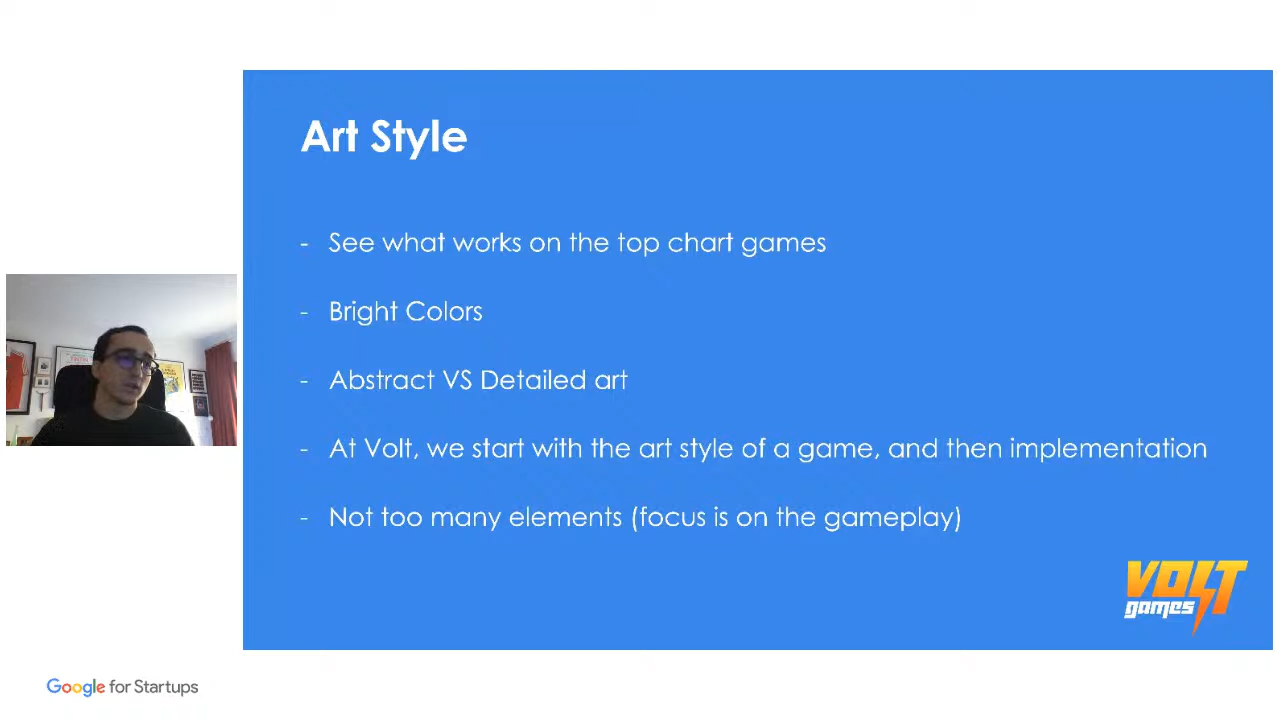 Art Style
- See what works on the top chart games
- Bright Colors
- Abstract VS Detailed art
- At Volt, we start with the art style of a game, and then implementation
- Not too many elements (focus is on the gameplay)
VOLT
games
Google for Startups